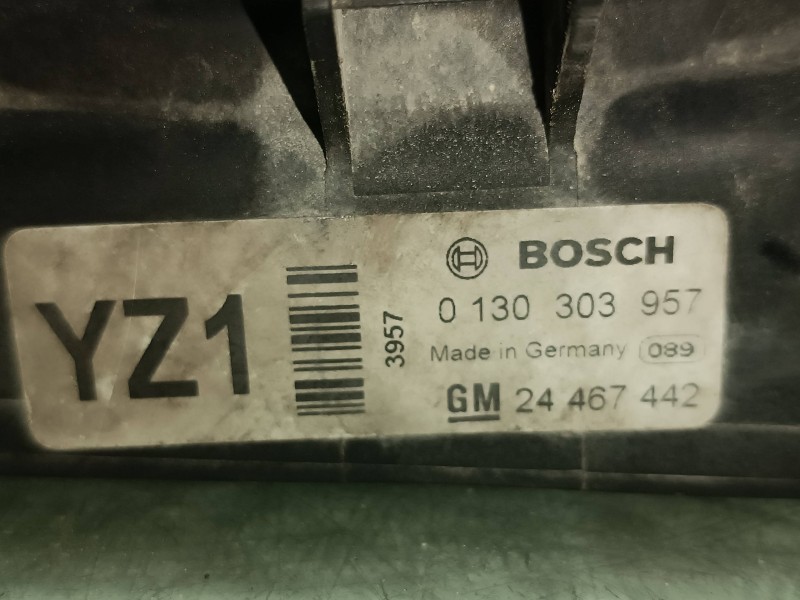 YZ1
3957
BOSCH
0 130 303 957
Made in Germany 089
GM 24 467 442